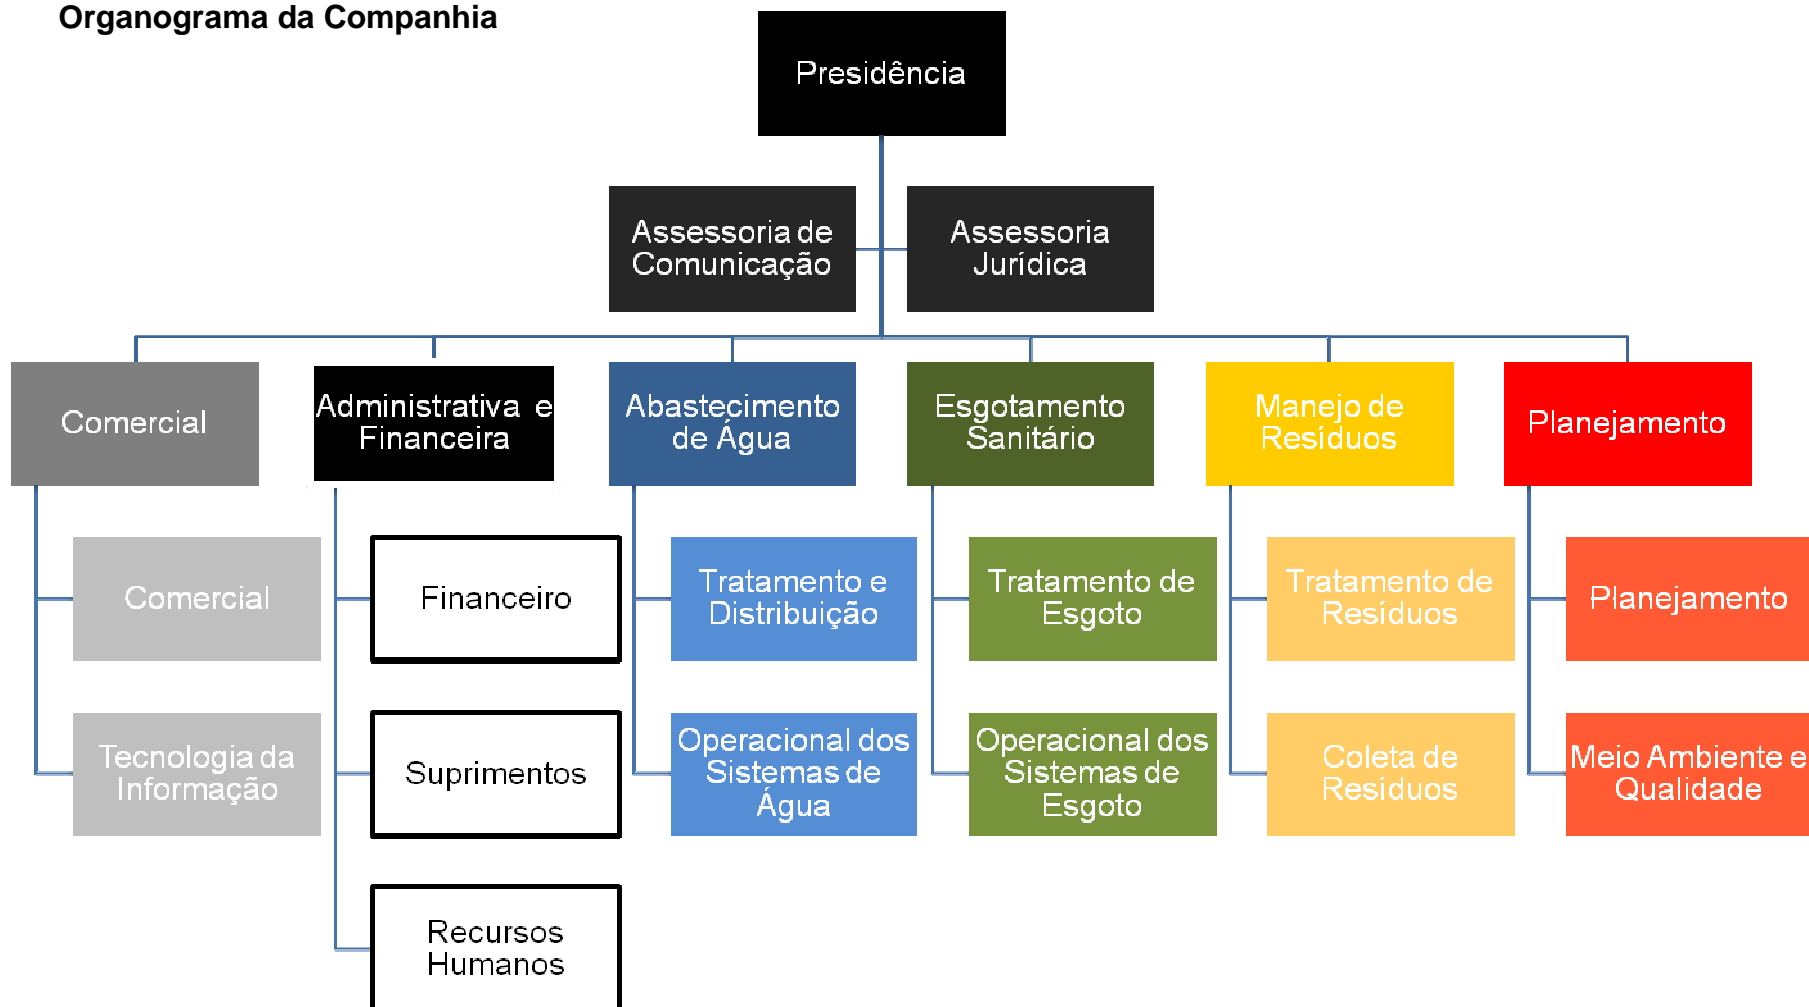 Organograma da Companhia
Presidência
Assessoria de
Comunicação
Assessoria
Jurídica
Comercial
Administrativa e
Financeira
Abastecimento
de Água
Esgotamento
Sanitário
Manejo de
Resíduos
Planejamento
Comercial
Financeiro
Tratamento e
Distribuição
Tratamento de
Esgoto
Tratamento de
Resíduos
Planejamento
Tecnologia da
Informação
Suprimentos
Operacional dos
Sistemas de
Água
Operacional dos
Sistemas de
Esgoto
Coleta de
Resíduos
Meio Ambiente e
Qualidade
Recursos
Humanos